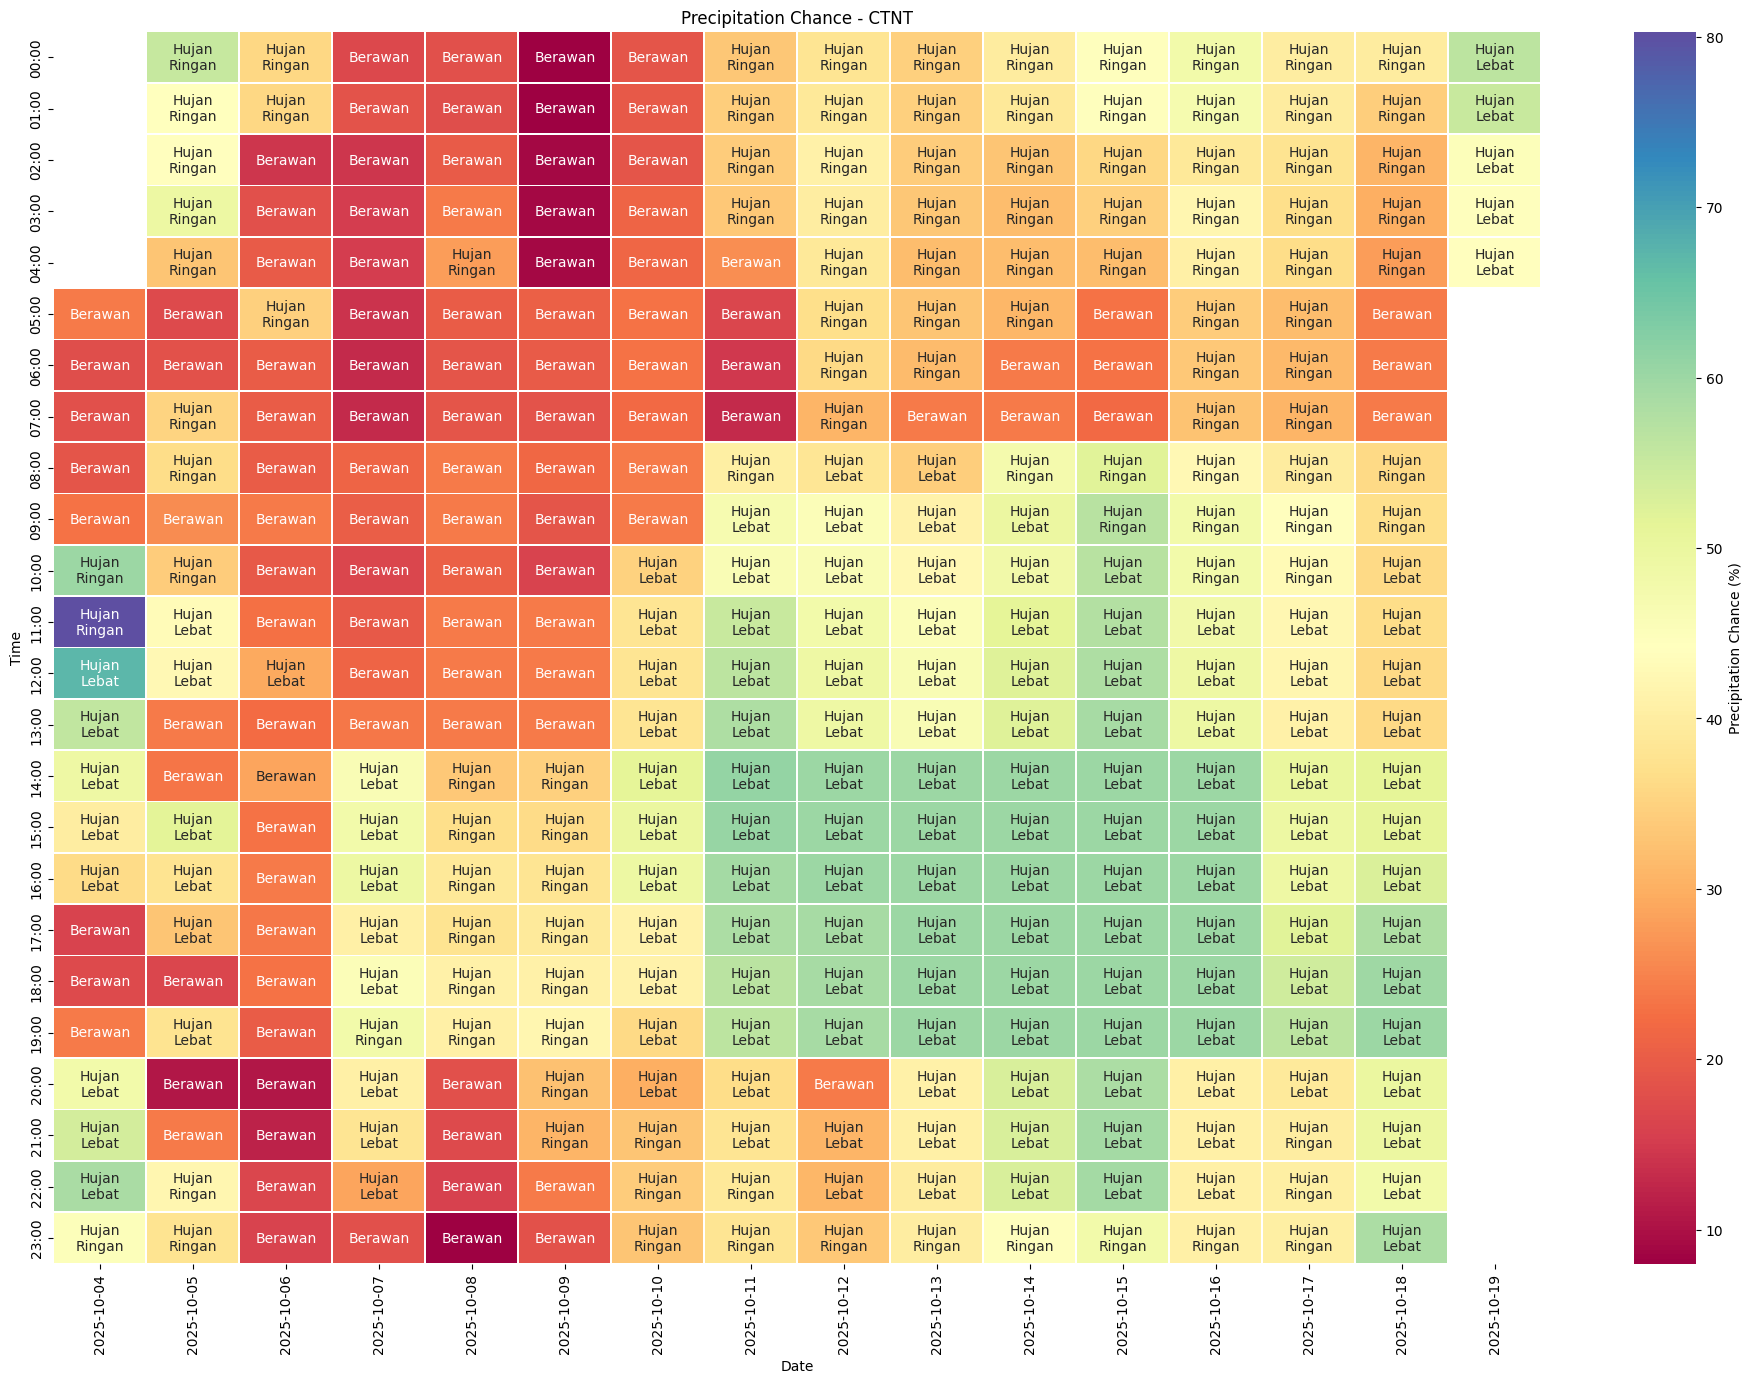 Precipitation Chance - CTNT
00:00 Hujan Ringan Hujan Ringan Berawan Berawan Berawan Berawan Hujan Ringan Hujan Ringan Hujan Ringan Hujan Ringan Hujan Ringan Hujan Ringan Hujan Ringan Hujan Ringan Hujan Lebat
01:00 Hujan Ringan Hujan Ringan Berawan Berawan Berawan Berawan Hujan Ringan Hujan Ringan Hujan Ringan Hujan Ringan Hujan Ringan Hujan Ringan Hujan Ringan Hujan Ringan Hujan Lebat
02:00 Hujan Ringan Berawan Berawan Berawan Berawan Berawan Hujan Ringan Hujan Ringan Hujan Ringan Hujan Ringan Hujan Ringan Hujan Ringan Hujan Ringan Hujan Ringan Hujan Lebat
03:00 Hujan Ringan Berawan Berawan Berawan Berawan Berawan Hujan Ringan Hujan Ringan Hujan Ringan Hujan Ringan Hujan Ringan Hujan Ringan Hujan Ringan Hujan Ringan Hujan Lebat
04:00 Hujan Ringan Berawan Berawan Hujan Ringan Berawan Berawan Berawan Hujan Ringan Hujan Ringan Hujan Ringan Hujan Ringan Hujan Ringan Hujan Ringan Hujan Ringan Hujan Lebat
05:00 Berawan Berawan Hujan Ringan Berawan Berawan Berawan Berawan Berawan Hujan Ringan Hujan Ringan Hujan Ringan Berawan Hujan Ringan Hujan Ringan Berawan
06:00 Berawan Berawan Berawan Berawan Berawan Berawan Berawan Berawan Hujan Ringan Hujan Ringan Berawan Berawan Hujan Ringan Hujan Ringan Berawan
07:00 Berawan Hujan Ringan Berawan Berawan Berawan Berawan Berawan Berawan Hujan Ringan Berawan Berawan Berawan Hujan Ringan Hujan Ringan Berawan
08:00 Berawan Hujan Ringan Berawan Berawan Berawan Berawan Berawan Hujan Ringan Hujan Lebat Hujan Lebat Hujan Ringan Hujan Ringan Hujan Ringan Hujan Ringan Hujan Ringan
09:00 Berawan Berawan Berawan Berawan Berawan Berawan Berawan Hujan Lebat Hujan Lebat Hujan Lebat Hujan Lebat Hujan Ringan Hujan Ringan Hujan Ringan Hujan Ringan
10:00 Hujan Ringan Hujan Ringan Berawan Berawan Berawan Berawan Hujan Lebat Hujan Lebat Hujan Lebat Hujan Lebat Hujan Lebat Hujan Lebat Hujan Ringan Hujan Ringan Hujan Lebat
11:00 Hujan Ringan Hujan Lebat Berawan Berawan Berawan Berawan Hujan Lebat Hujan Lebat Hujan Lebat Hujan Lebat Hujan Lebat Hujan Lebat Hujan Lebat Hujan Lebat Hujan Lebat
12:00 Hujan Lebat Hujan Lebat Hujan Lebat Berawan Berawan Berawan Hujan Lebat Hujan Lebat Hujan Lebat Hujan Lebat Hujan Lebat Hujan Lebat Hujan Lebat Hujan Lebat Hujan Lebat
13:00 Hujan Lebat Berawan Berawan Berawan Berawan Berawan Hujan Lebat Hujan Lebat Hujan Lebat Hujan Lebat Hujan Lebat Hujan Lebat Hujan Lebat Hujan Lebat Hujan Lebat
14:00 Hujan Lebat Berawan Berawan Hujan Lebat Hujan Ringan Hujan Ringan Hujan Lebat Hujan Lebat Hujan Lebat Hujan Lebat Hujan Lebat Hujan Lebat Hujan Lebat Hujan Lebat Hujan Lebat
15:00 Hujan Lebat Hujan Lebat Berawan Hujan Lebat Hujan Ringan Hujan Ringan Hujan Lebat Hujan Lebat Hujan Lebat Hujan Lebat Hujan Lebat Hujan Lebat Hujan Lebat Hujan Lebat Hujan Lebat
16:00 Hujan Lebat Hujan Lebat Berawan Hujan Lebat Hujan Ringan Hujan Ringan Hujan Lebat Hujan Lebat Hujan Lebat Hujan Lebat Hujan Lebat Hujan Lebat Hujan Lebat Hujan Lebat Hujan Lebat
17:00 Berawan Hujan Lebat Berawan Hujan Lebat Hujan Ringan Hujan Ringan Hujan Lebat Hujan Lebat Hujan Lebat Hujan Lebat Hujan Lebat Hujan Lebat Hujan Lebat Hujan Lebat Hujan Lebat
18:00 Berawan Berawan Berawan Hujan Lebat Hujan Ringan Hujan Ringan Hujan Lebat Hujan Lebat Hujan Lebat Hujan Lebat Hujan Lebat Hujan Lebat Hujan Lebat Hujan Lebat Hujan Lebat
19:00 Berawan Hujan Lebat Berawan Hujan Ringan Hujan Ringan Hujan Ringan Hujan Lebat Hujan Lebat Hujan Lebat Hujan Lebat Hujan Lebat Hujan Lebat Hujan Lebat Hujan Lebat Hujan Lebat
20:00 Hujan Lebat Berawan Berawan Hujan Lebat Berawan Hujan Ringan Hujan Lebat Hujan Lebat Berawan Hujan Lebat Hujan Lebat Hujan Lebat Hujan Lebat Hujan Lebat Hujan Lebat
21:00 Hujan Lebat Berawan Berawan Hujan Lebat Berawan Hujan Ringan Hujan Ringan Hujan Lebat Hujan Lebat Hujan Lebat Hujan Lebat Hujan Lebat Hujan Lebat Hujan Ringan Hujan Lebat
22:00 Hujan Lebat Hujan Ringan Berawan Hujan Lebat Berawan Berawan Hujan Ringan Hujan Ringan Hujan Lebat Hujan Lebat Hujan Lebat Hujan Lebat Hujan Lebat Hujan Ringan Hujan Lebat
23:00 Hujan Ringan Hujan Ringan Berawan Berawan Berawan Berawan Hujan Ringan Hujan Ringan Hujan Ringan Hujan Ringan Hujan Ringan Hujan Ringan Hujan Ringan Hujan Ringan Hujan Lebat
Time
2025-10-04 2025-10-05 2025-10-06 2025-10-07 2025-10-08 2025-10-09 2025-10-10 2025-10-11 2025-10-12 2025-10-13 2025-10-14 2025-10-15 2025-10-16 2025-10-17 2025-10-18 2025-10-19
Date
80
70
60
50
40
30
20
10
Precipitation Chance (%)